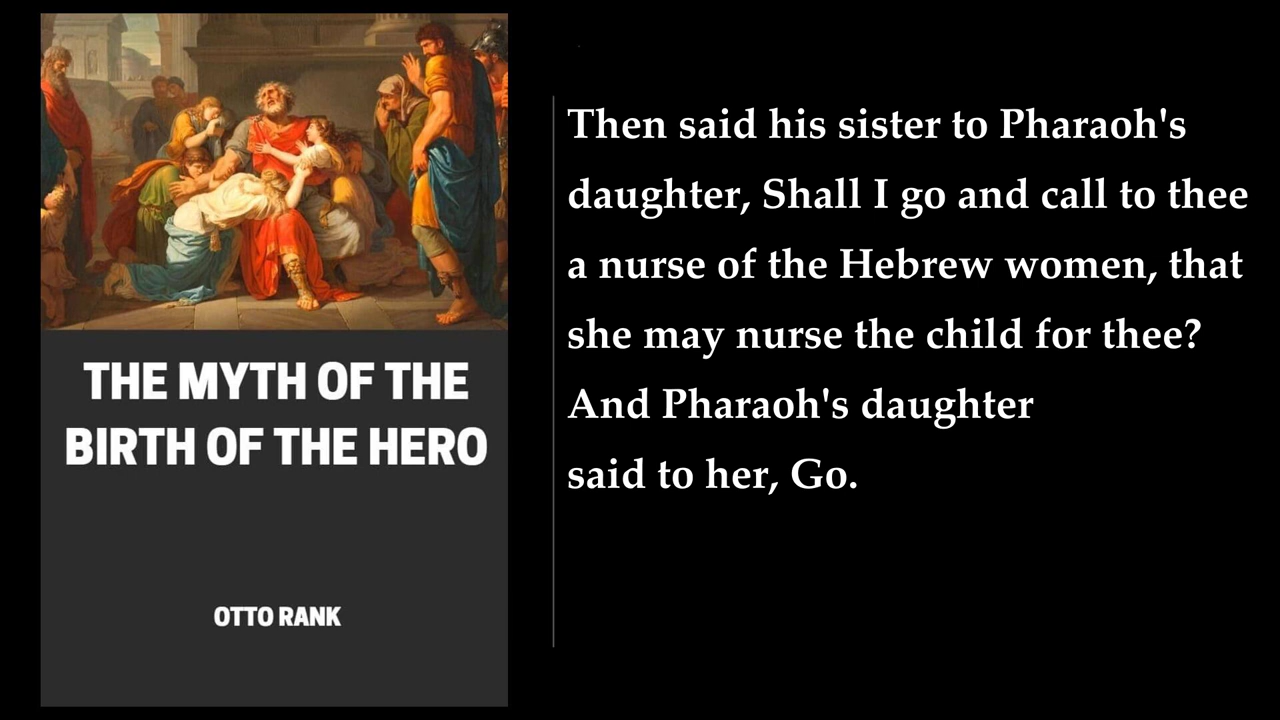 THE MYTH OF THE
BIRTH OF THE HERO
OTTO RANK
Then said his sister to Pharaoh's
daughter, Shall I go and call to thee
a nurse of the Hebrew women, that
she may nurse the child for thee?
And Pharaoh's daughter
said to her, Go.